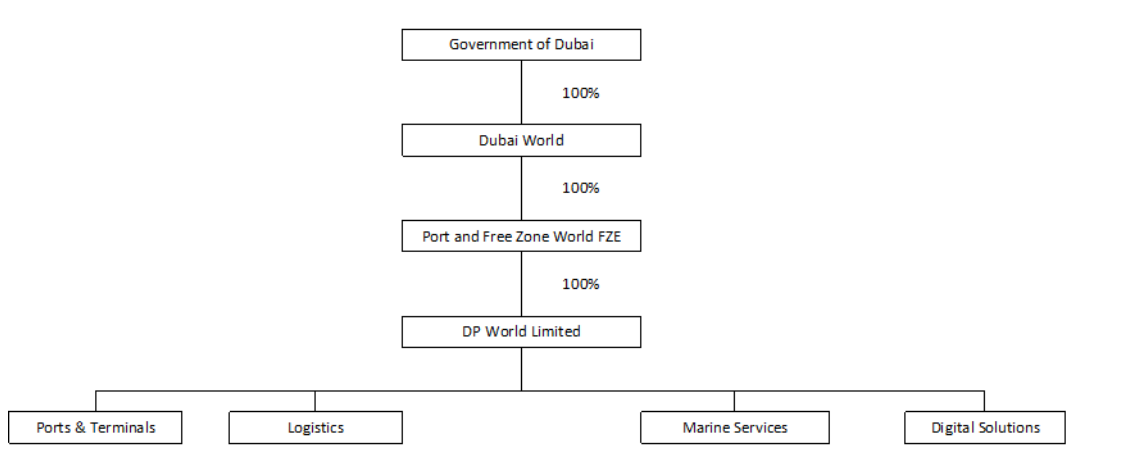 Government of Dubai
100%
Dubai World
100%
Port and Free Zone World FZE
100%
DP World Limited
Ports & Terminals
Logistics
Marine Services
Digital Solutions